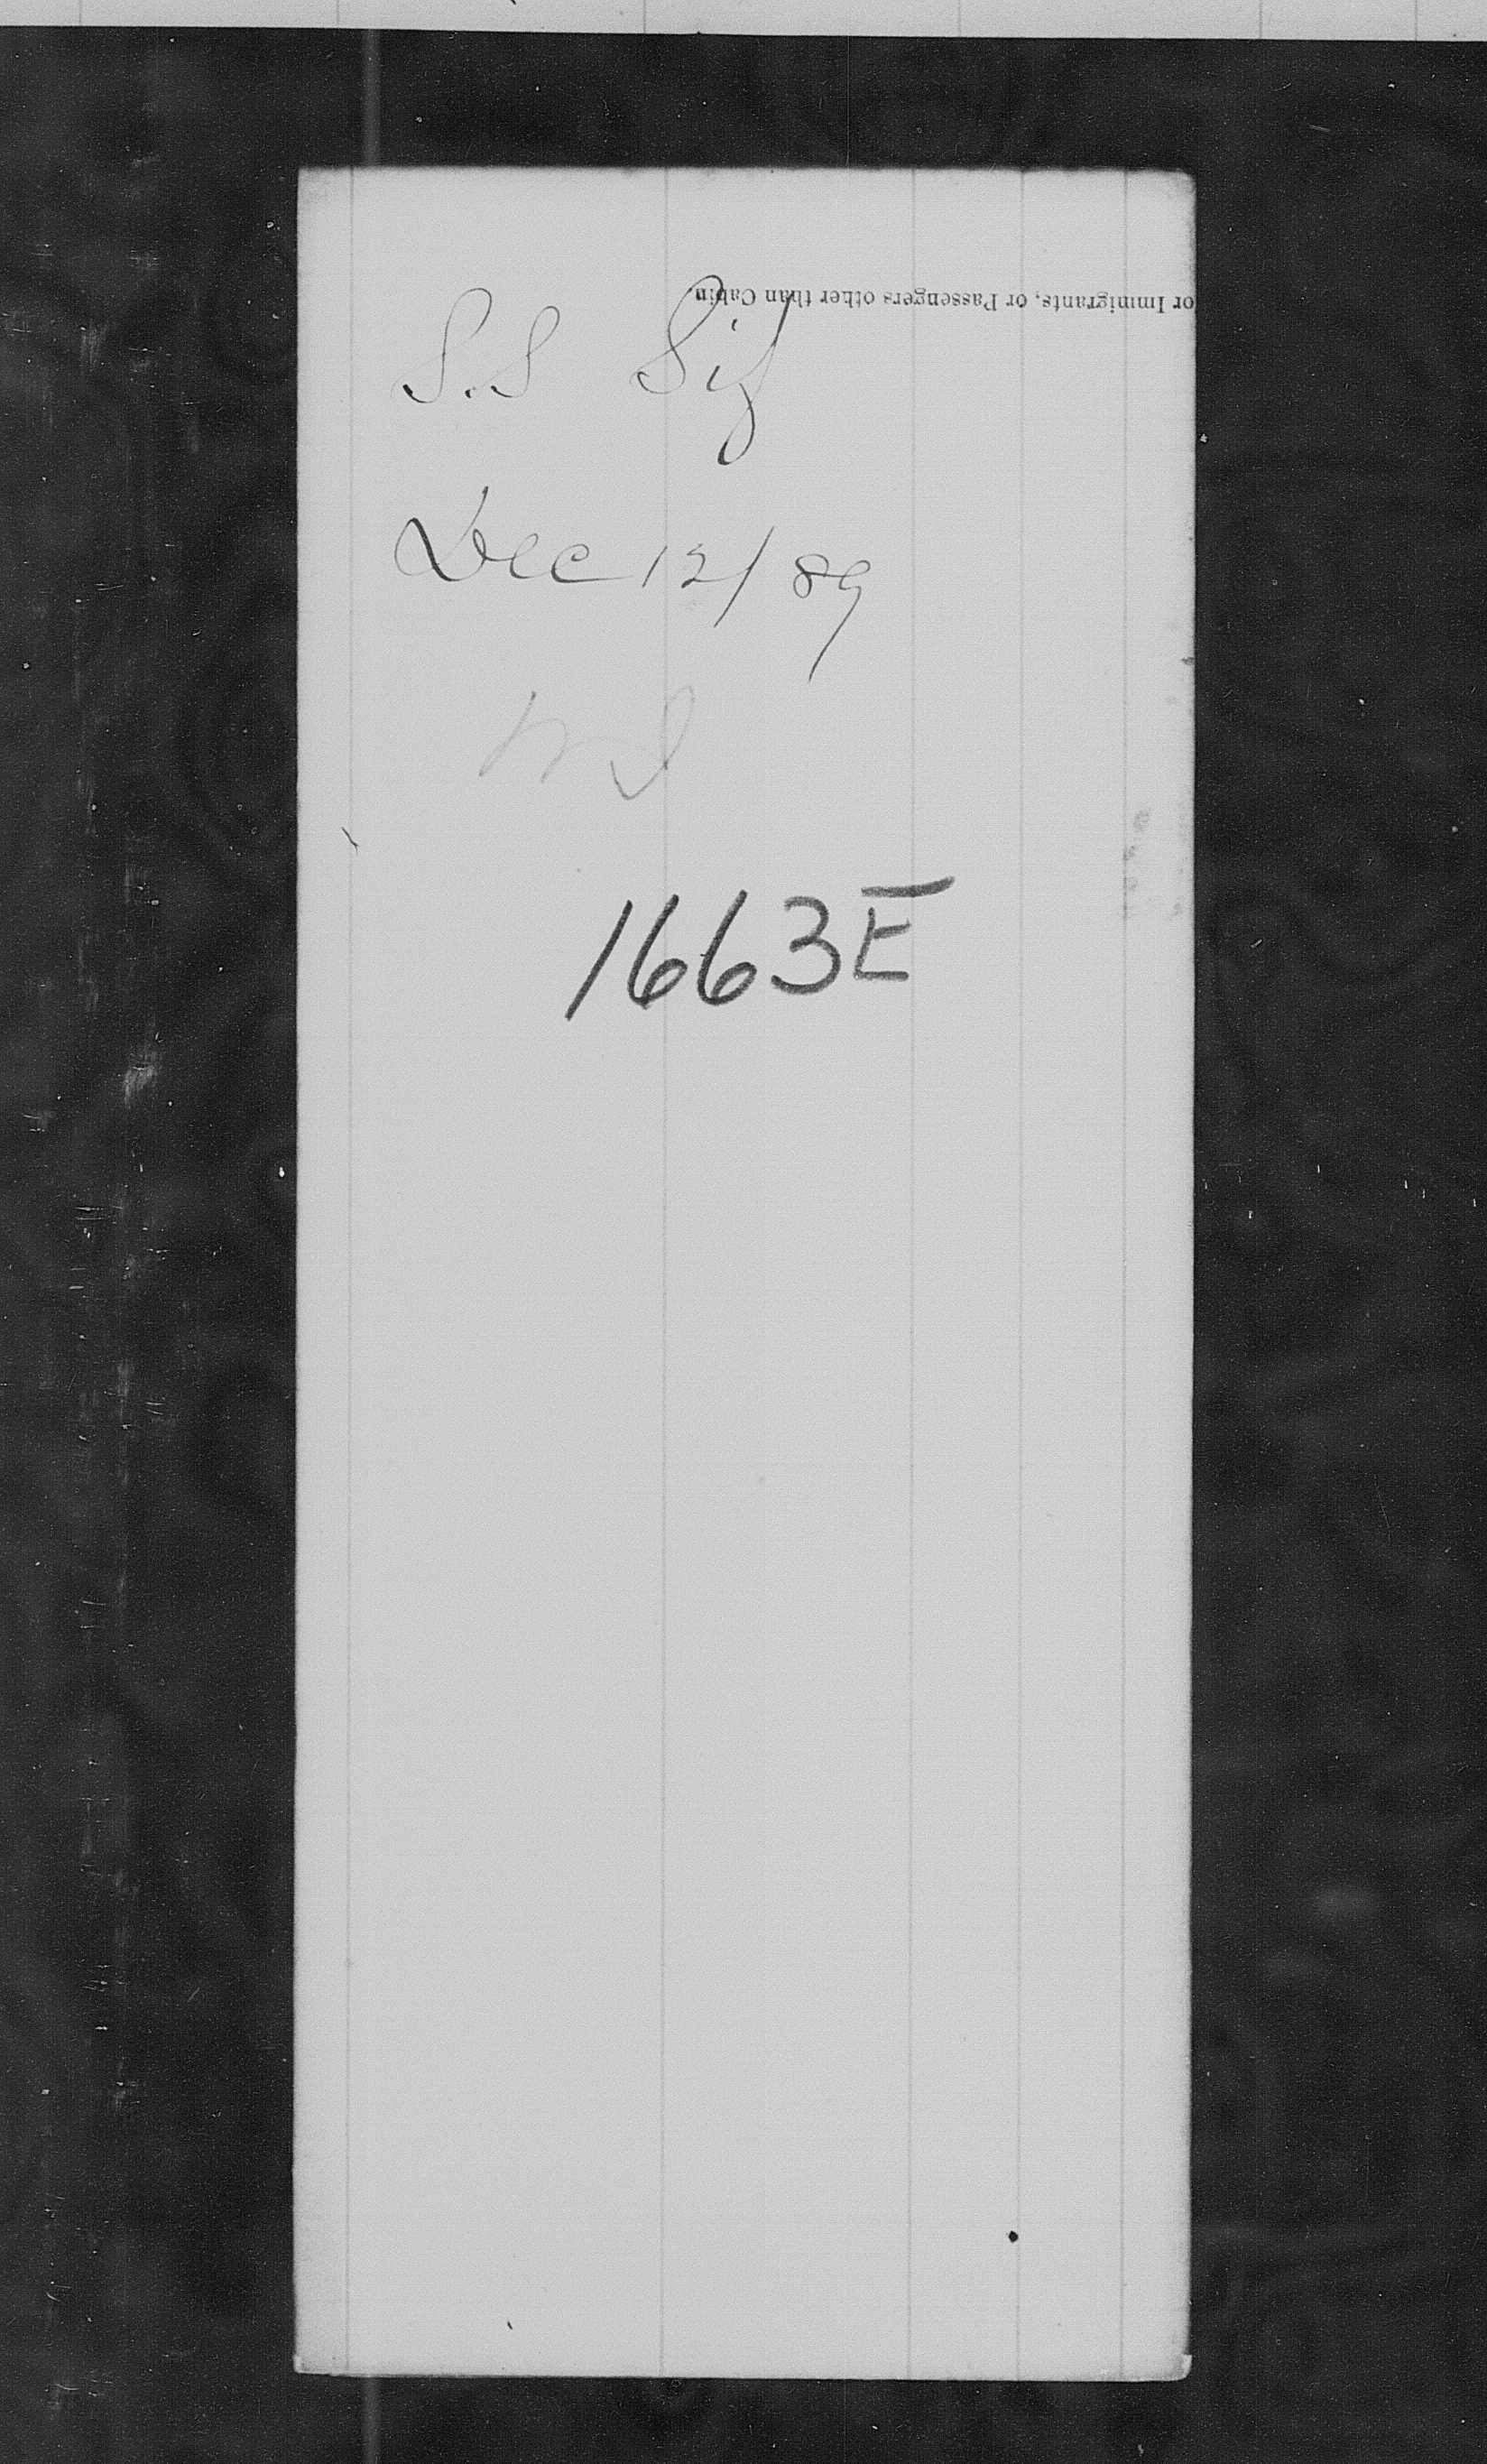 or Immigrants, or Passengers other than Cabin.
S.S Sif
Dec 12/89
1663E